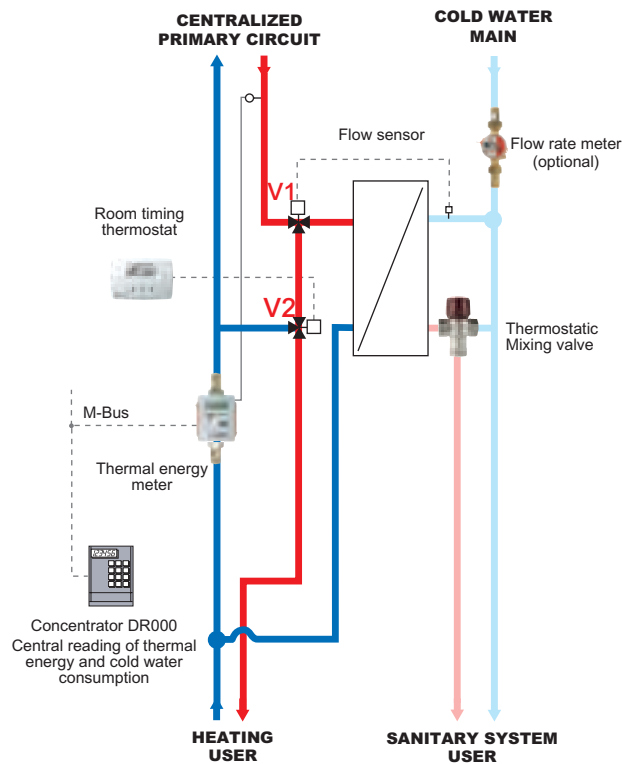 CENTRALIZED
PRIMARY CIRCUIT
COLD WATER
MAIN
Flow sensor
Flow rate meter
(optional)
V1
Room timing
thermostat
V2
Thermostatic
Mixing valve
M-Bus
Thermal energy
meter
123456
Concentrator DR000
Central reading of thermal
energy and cold water
consumption
HEATING
USER
SANITARY SYSTEM
USER